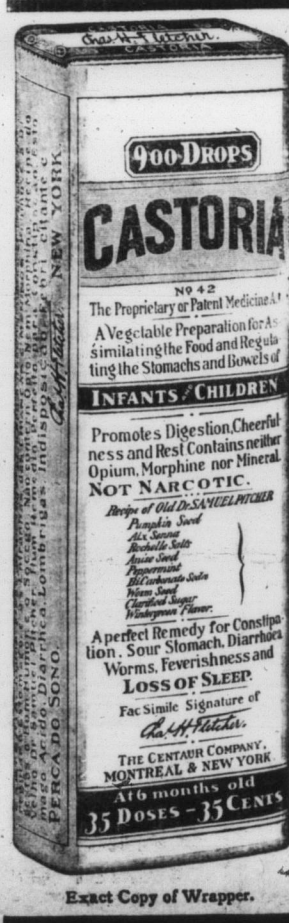 Chas. H. Fletcher.
CASTORIA
900 DROPS
CASTORIA
Nº 42
The Proprietary or Patent Medicine Act
A Vegetable Preparation for As
similating the Food and Regula
ting the Stomachs and Bowels of
INFANTS & CHILDREN
Promotes Digestion, Cheerful
ness and Rest Contains neither
Opium, Morphine nor Mineral
NOT NARCOTIC.
Recipe of Old Dr. SAMUEL PITCHER
Pumpkin Seed
Alx. Senna
Rochelle Salts
Anise Seed
Peppermint
Bi Carbonate Soda
Worm Seed
Clarified Sugar
Wintergreen Flavor.
A perfect Remedy for Constipa
tion, Sour Stomach, Diarrhoea
Worms, Feverishness and
LOSS OF SLEEP.
Fac Simile Signature of
Chas. H. Fletcher.
THE CENTAUR COMPANY,
MONTREAL & NEW YORK
At 6 months old
35 DOSES - 35 CENTS
Chas H Fletcher NEW YORK.
PERCADO SONO.
Exact Copy of Wrapper.